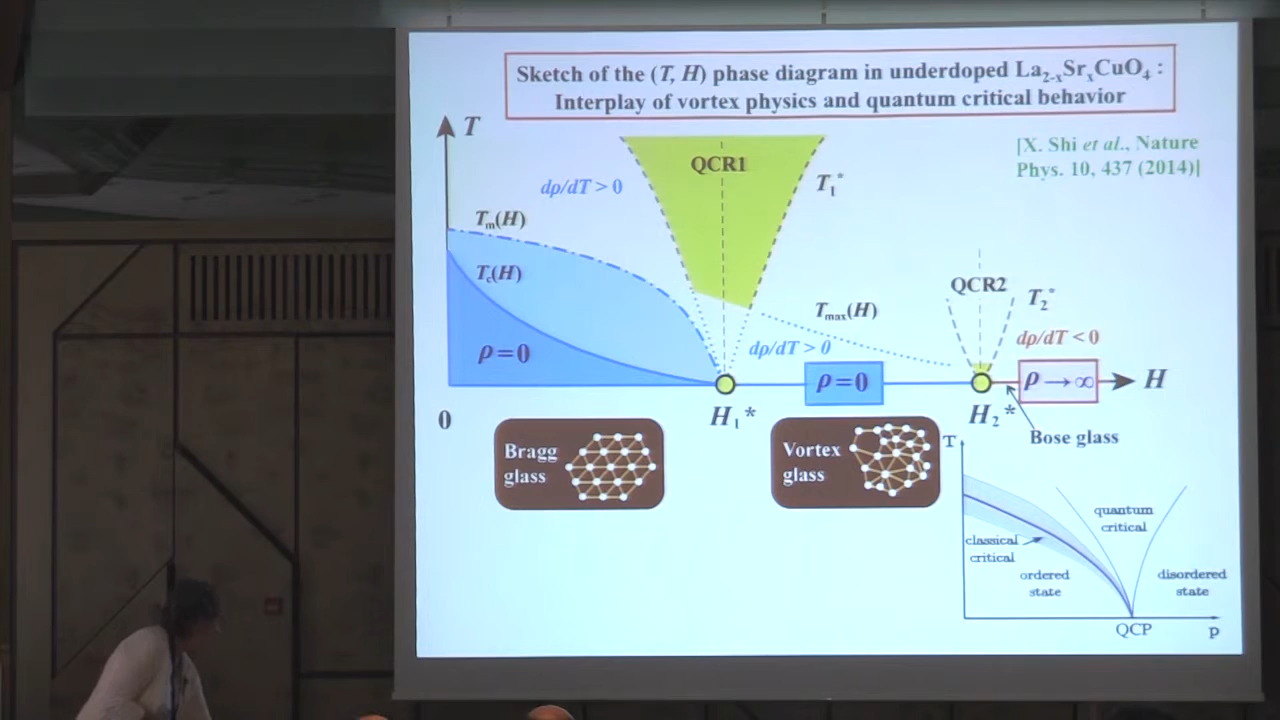 Sketch of the (T, H) phase diagram in underdoped La₂₋ₓSrₓCuO₄ :
Interplay of vortex physics and quantum critical behavior
[X. Shi et al., Nature
Phys. 10, 437 (2014)]
T
QCR1
dρ/dT > 0
T₁*
Tₘ(H)
T꜀(H)
ρ = 0
QCR2
T₂*
Tmax(H)
dρ/dT > 0
dρ/dT < 0
ρ = 0
ρ → ∞
H
0
H₁*
H₂*
Bose glass
Bragg
glass
Vortex
glass
T
quantum
critical
classical
critical
ordered
state
disordered
state
QCP
p